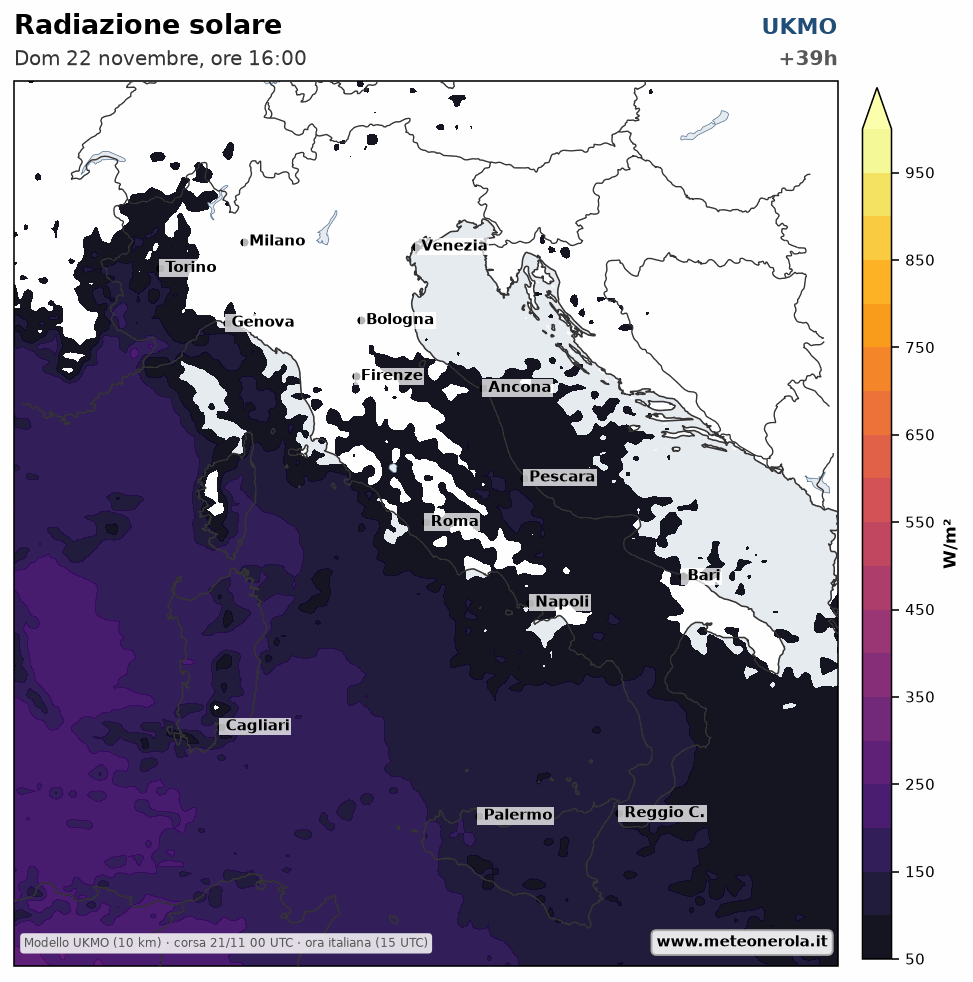 Radiazione solare
UKMO
Dom 22 novembre, ore 16:00
+39h
Milano
Venezia
Torino
Genova
Bologna
Firenze
Ancona
Pescara
Roma
Bari
Napoli
Cagliari
Palermo
Reggio C.
950
850
750
650
550
450
350
250
150
50
W/m²
Modello UKMO (10 km) · corsa 21/11 00 UTC · ora italiana (15 UTC)
www.meteonerola.it